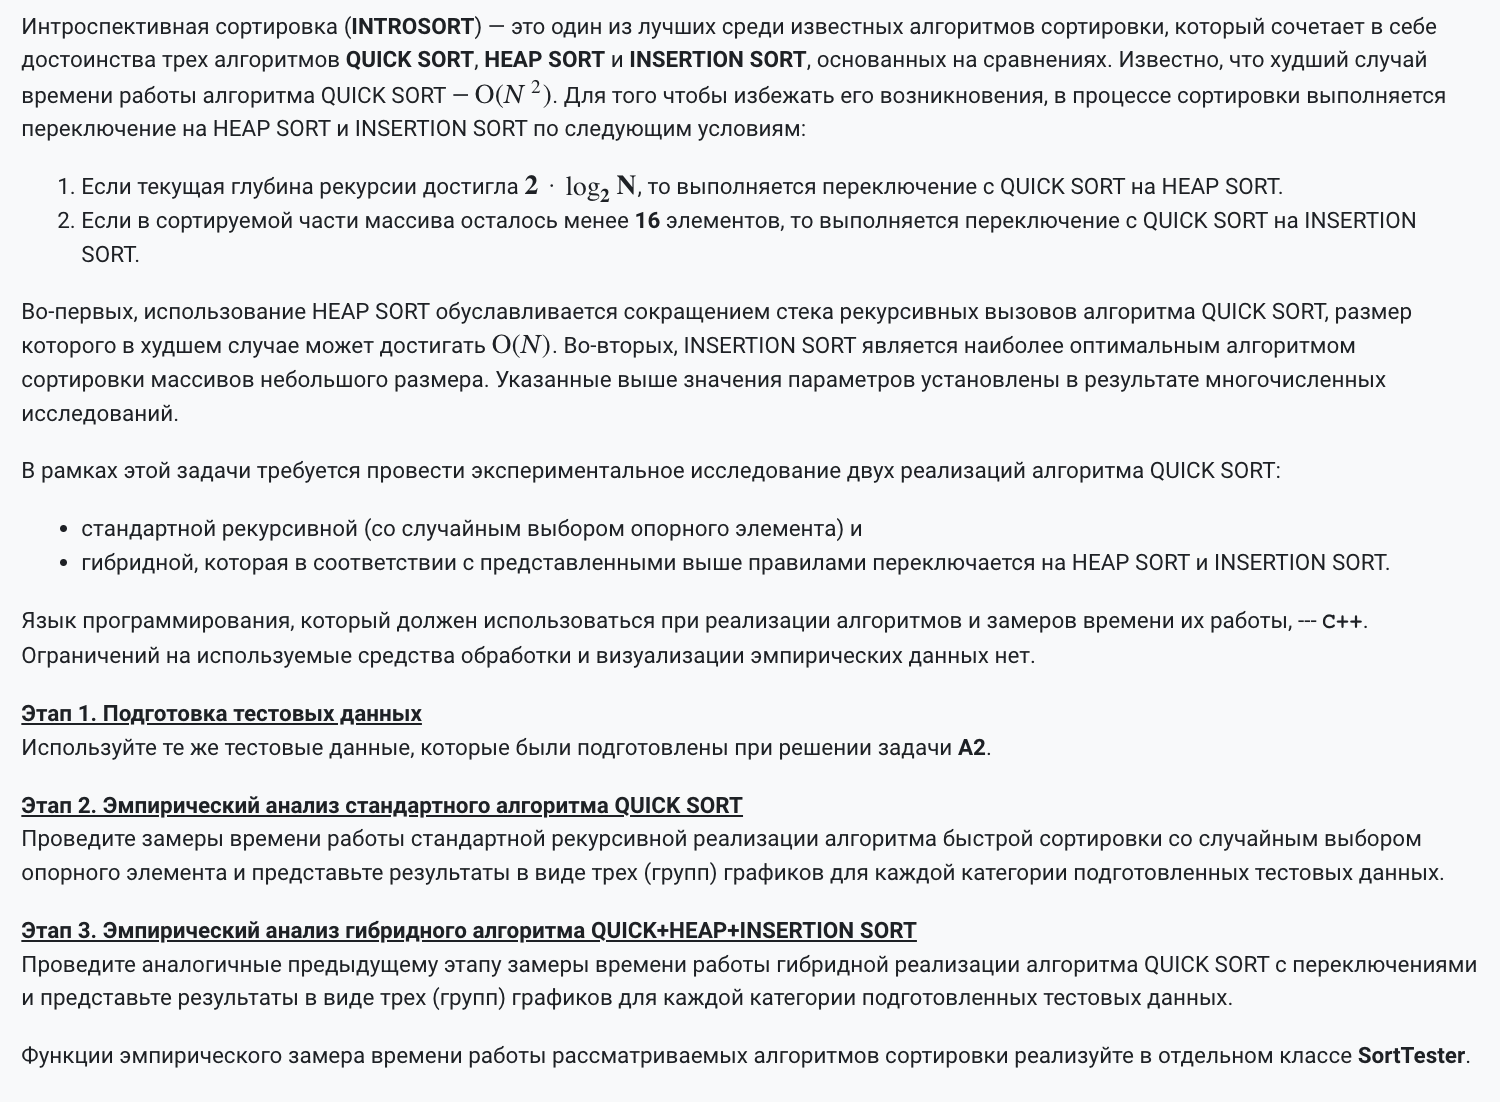 Интроспективная сортировка (INTROSORT) — это один из лучших среди известных алгоритмов сортировки, который сочетает в себе
достоинства трех алгоритмов QUICK SORT, HEAP SORT и INSERTION SORT, основанных на сравнениях. Известно, что худший случай
времени работы алгоритма QUICK SORT – O(N ²). Для того чтобы избежать его возникновения, в процессе сортировки выполняется
переключение на HEAP SORT и INSERTION SORT по следующим условиям:
1. Если текущая глубина рекурсии достигла 2 · log₂ N, то выполняется переключение с QUICK SORT на HEAP SORT.
2. Если в сортируемой части массива осталось менее 16 элементов, то выполняется переключение с QUICK SORT на INSERTION
SORT.
Во-первых, использование HEAP SORT обуславливается сокращением стека рекурсивных вызовов алгоритма QUICK SORT, размер
которого в худшем случае может достигать O(N). Во-вторых, INSERTION SORT является наиболее оптимальным алгоритмом
сортировки массивов небольшого размера. Указанные выше значения параметров установлены в результате многочисленных
исследований.
В рамках этой задачи требуется провести экспериментальное исследование двух реализаций алгоритма QUICK SORT:
• стандартной рекурсивной (со случайным выбором опорного элемента) и
• гибридной, которая в соответствии с представленными выше правилами переключается на HEAP SORT и INSERTION SORT.
Язык программирования, который должен использоваться при реализации алгоритмов и замеров времени их работы, --- C++.
Ограничений на используемые средства обработки и визуализации эмпирических данных нет.
Этап 1. Подготовка тестовых данных
Используйте те же тестовые данные, которые были подготовлены при решении задачи A2.
Этап 2. Эмпирический анализ стандартного алгоритма QUICK SORT
Проведите замеры времени работы стандартной рекурсивной реализации алгоритма быстрой сортировки со случайным выбором
опорного элемента и представьте результаты в виде трех (групп) графиков для каждой категории подготовленных тестовых данных.
Этап 3. Эмпирический анализ гибридного алгоритма QUICK+HEAP+INSERTION SORT
Проведите аналогичные предыдущему этапу замеры времени работы гибридной реализации алгоритма QUICK SORT с переключениями
и представьте результаты в виде трех (групп) графиков для каждой категории подготовленных тестовых данных.
Функции эмпирического замера времени работы рассматриваемых алгоритмов сортировки реализуйте в отдельном классе SortTester.